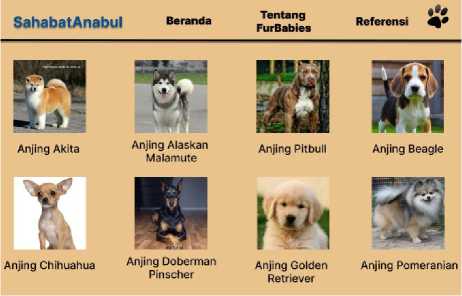 SahabatAnabul
Beranda
Tentang
FurBabies
Referensi
Anjing Akita
Anjing Alaskan
Malamute
Anjing Pitbull
Anjing Beagle
Anjing Chihuahua
Anjing Doberman
Pinscher
Anjing Golden
Retriever
Anjing Pomeranian